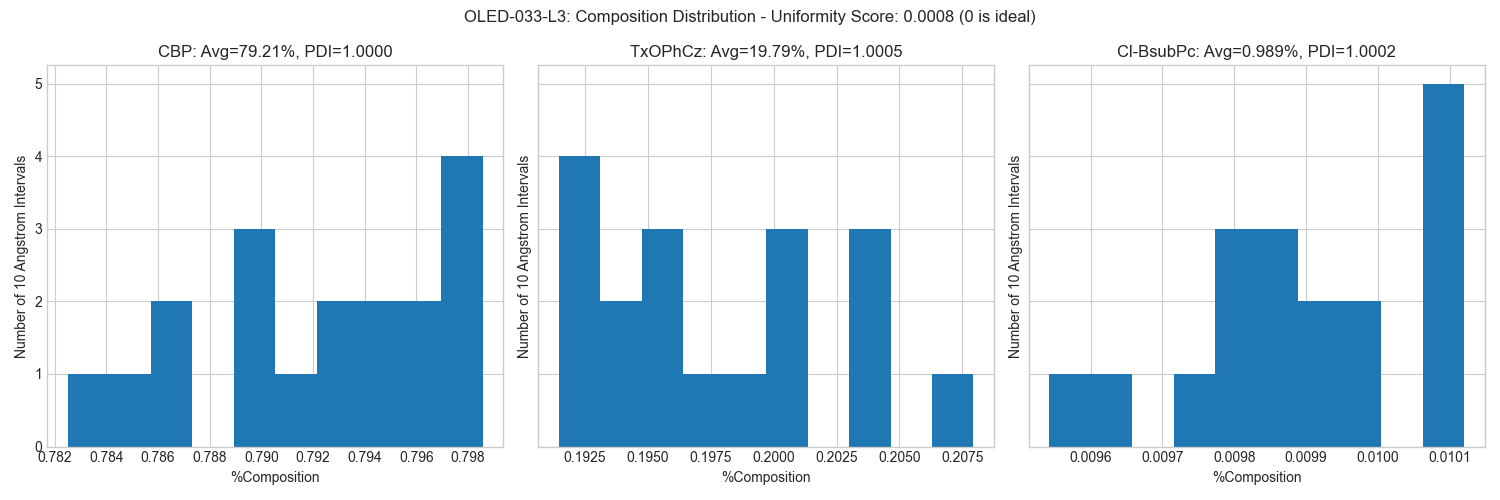 OLED-033-L3: Composition Distribution - Uniformity Score: 0.0008 (0 is ideal)
CBP: Avg=79.21%, PDI=1.0000
Number of 10 Angstrom Intervals
5
4
3
2
1
0
0.782 0.784 0.786 0.788 0.790 0.792 0.794 0.796 0.798
%Composition
TxOPhCz: Avg=19.79%, PDI=1.0005
Number of 10 Angstrom Intervals
0.1925 0.1950 0.1975 0.2000 0.2025 0.2050 0.2075
%Composition
Cl-BsubPc: Avg=0.989%, PDI=1.0002
Number of 10 Angstrom Intervals
0.0096 0.0097 0.0098 0.0099 0.0100 0.0101
%Composition